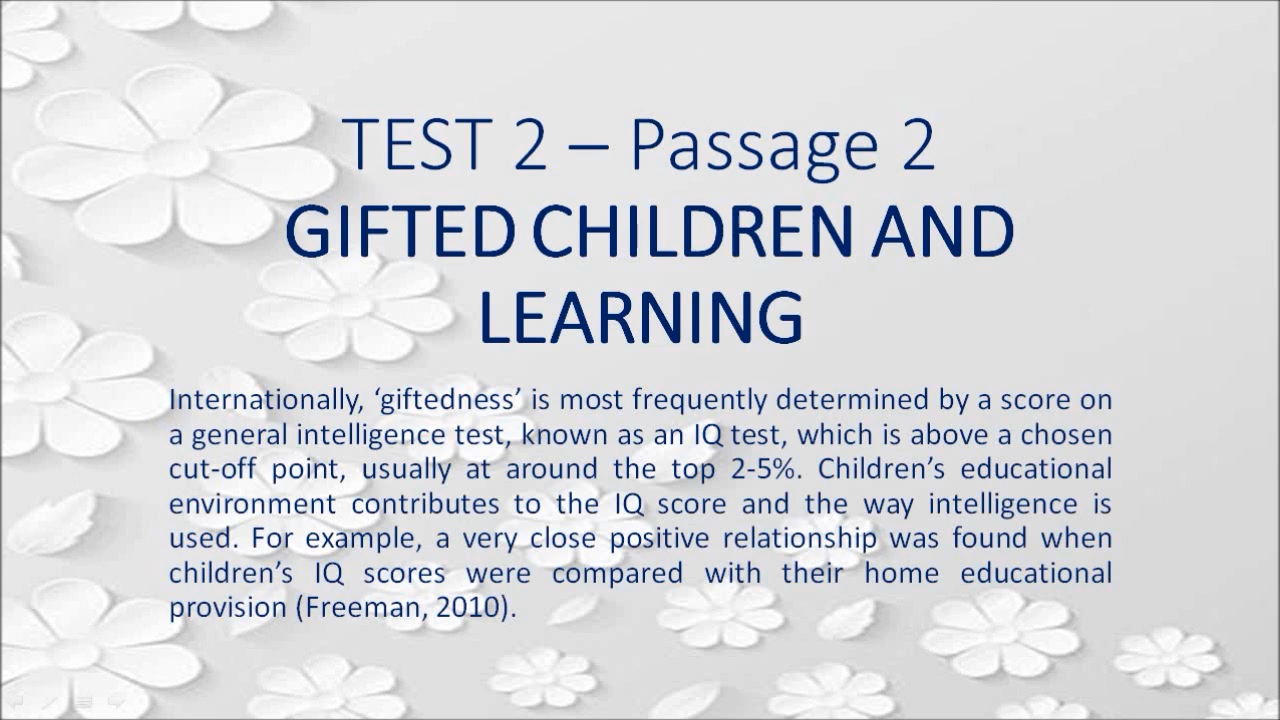 TEST 2 – Passage 2
GIFTED CHILDREN AND
LEARNING
Internationally, ‘giftedness’ is most frequently determined by a score on
a general intelligence test, known as an IQ test, which is above a chosen
cut-off point, usually at around the top 2-5%. Children’s educational
environment contributes to the IQ score and the way intelligence is
used. For example, a very close positive relationship was found when
children’s IQ scores were compared with their home educational
provision (Freeman, 2010).